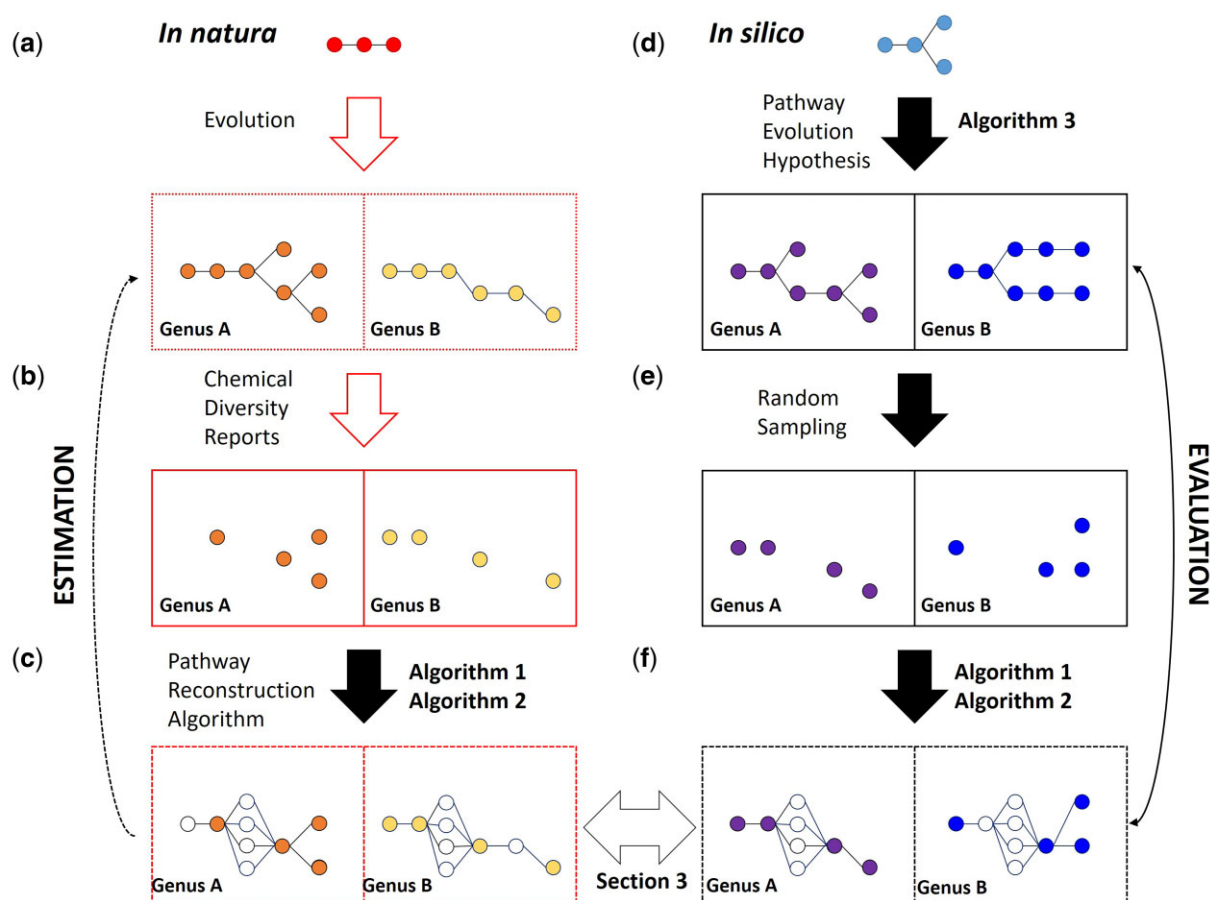 (a)
In natura
Evolution
Genus A
Genus B
(b)
Chemical
Diversity
Reports
Genus A
Genus B
(c)
Pathway
Reconstruction
Algorithm
Algorithm 1
Algorithm 2
Genus A
Genus B
ESTIMATION
Section 3
(d)
In silico
Pathway
Evolution
Hypothesis
Algorithm 3
Genus A
Genus B
(e)
Random
Sampling
Genus A
Genus B
(f)
Algorithm 1
Algorithm 2
Genus A
Genus B
EVALUATION